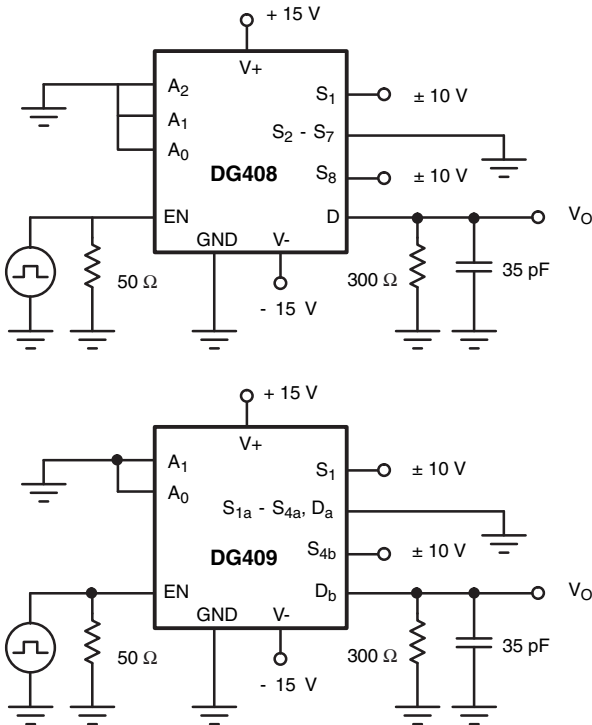 + 15 V
V+
A2
S1
± 10 V
A1
S2 - S7
A0
DG408
S8
± 10 V
EN
D
VO
GND
V-
50 Ω
300 Ω
35 pF
- 15 V
+ 15 V
V+
A1
S1
± 10 V
A0
S1a - S4a, Da
DG409
S4b
± 10 V
EN
Db
VO
GND
V-
50 Ω
300 Ω
35 pF
- 15 V